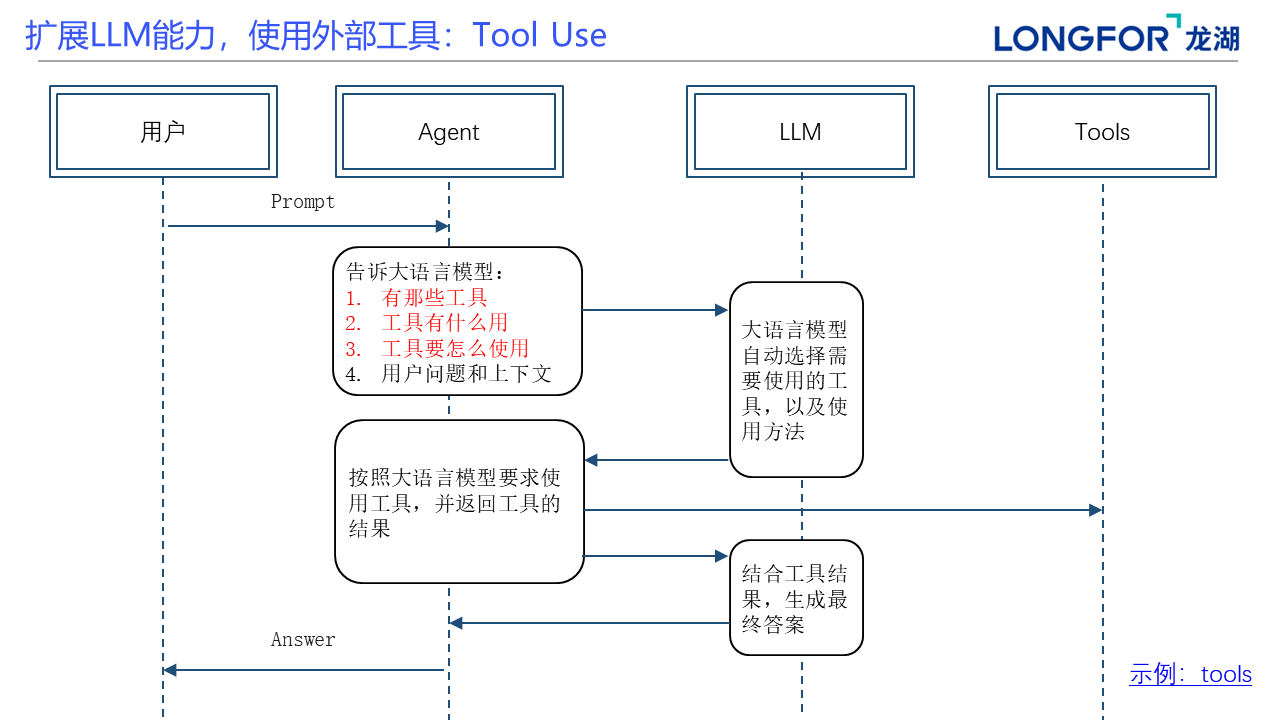 扩展LLM能力，使用外部工具：Tool Use
LONGFOR 龙湖
用户
Agent
LLM
Tools
Prompt
告诉大语言模型：
1. 有那些工具
2. 工具有什么用
3. 工具要怎么使用
4. 用户问题和上下文
大语言模型
自动选择需
要使用的工
具，以及使
用方法
按照大语言模型要求使
用工具，并返回工具的
结果
结合工具结
果，生成最
终答案
Answer
示例：tools